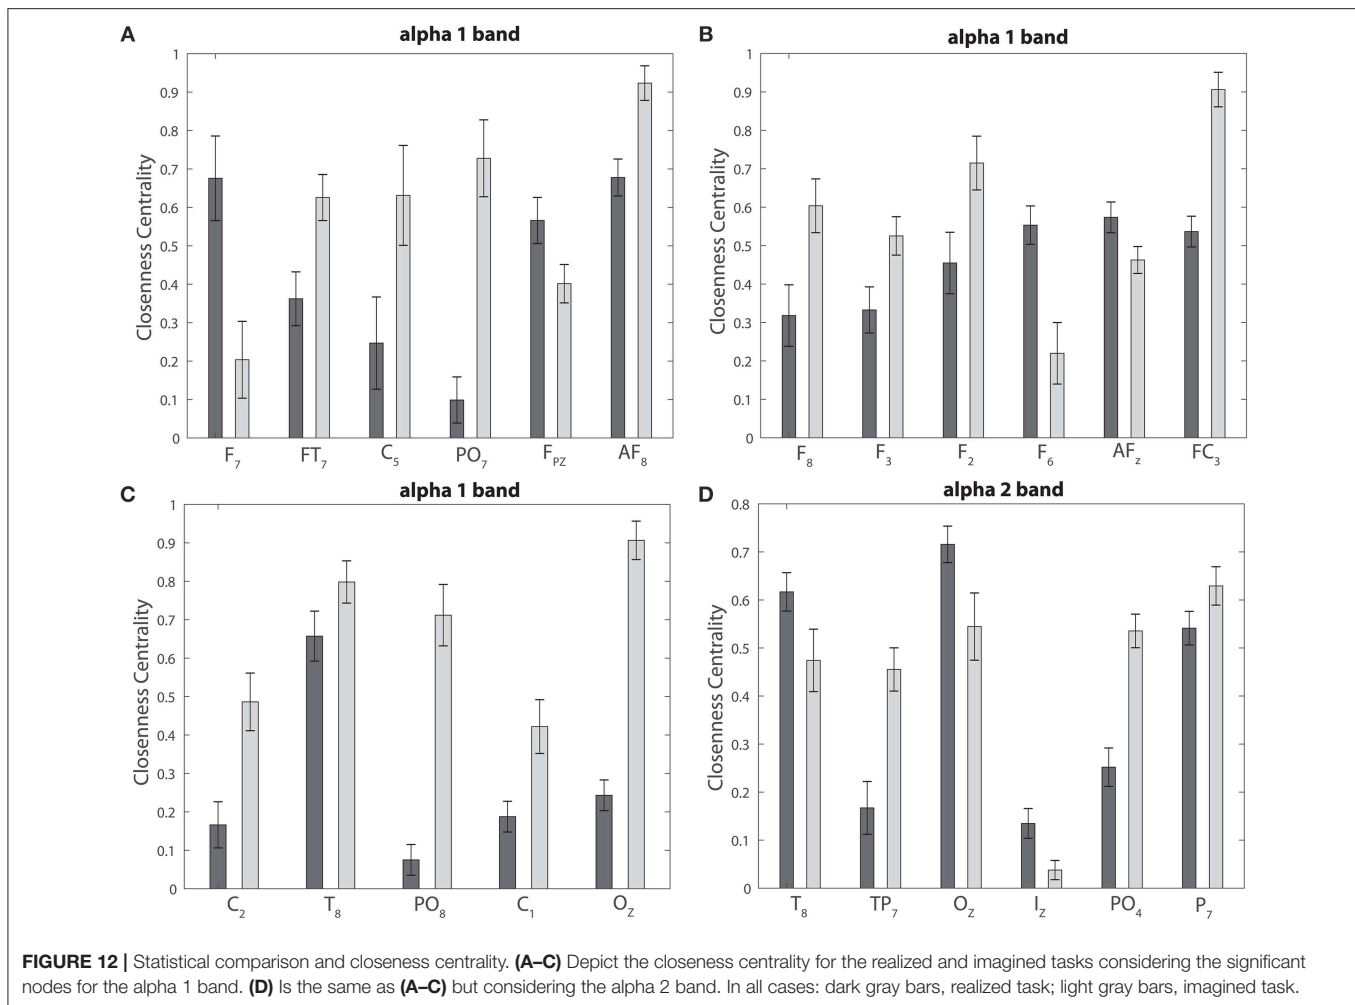 A
alpha 1 band
Closenness Centrality
1
0.9
0.8
0.7
0.6
0.5
0.4
0.3
0.2
0.1
0
F7 FT7 C5 PO7 FPZ AF8
B
alpha 1 band
Closenness Centrality
1
0.9
0.8
0.7
0.6
0.5
0.4
0.3
0.2
0.1
0
F8 F3 F2 F6 AFz FC3
C
alpha 1 band
Closenness Centrality
1
0.9
0.8
0.7
0.6
0.5
0.4
0.3
0.2
0.1
0
C2 T8 PO8 C1 OZ
D
alpha 2 band
Closenness Centrality
0.8
0.7
0.6
0.5
0.4
0.3
0.2
0.1
0
T8 TP7 OZ IZ PO4 P7
FIGURE 12 | Statistical comparison and closeness centrality. (A–C) Depict the closeness centrality for the realized and imagined tasks considering the significant
nodes for the alpha 1 band. (D) Is the same as (A–C) but considering the alpha 2 band. In all cases: dark gray bars, realized task; light gray bars, imagined task.